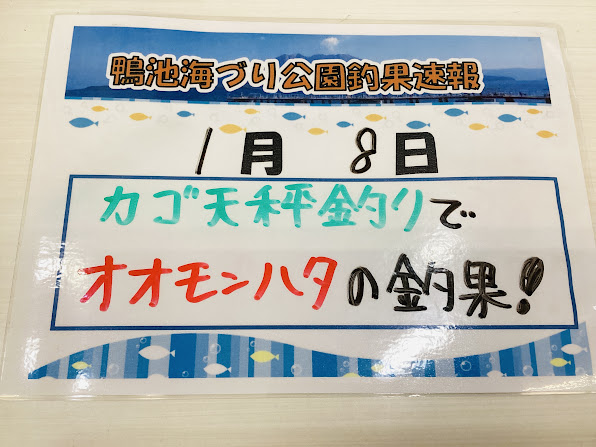 鴨池海づり公園釣果速報
1月 8日
カゴ天秤釣りで
オオモンハタの釣果!